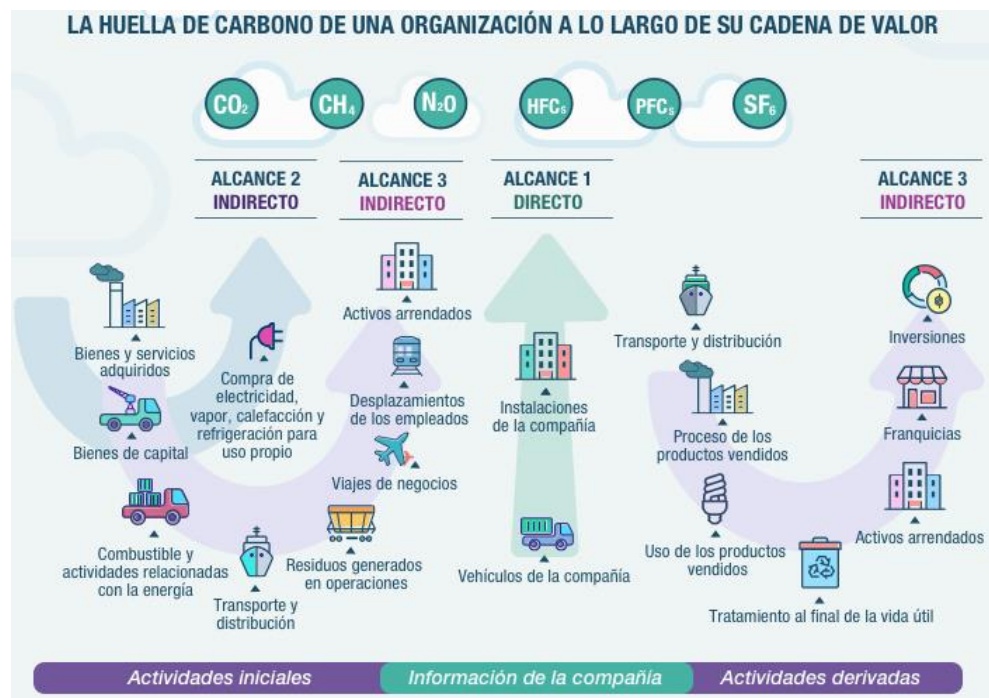 LA HUELLA DE CARBONO DE UNA ORGANIZACIÓN A LO LARGO DE SU CADENA DE VALOR
CO₂
CH₄
N₂O
HFCs
PFCs
SF₆
ALCANCE 2
INDIRECTO
ALCANCE 3
INDIRECTO
ALCANCE 1
DIRECTO
ALCANCE 3
INDIRECTO
Bienes y servicios
adquiridos
Bienes de capital
Combustible y
actividades relacionadas
con la energía
Compra de
electricidad,
vapor, calefacción y
refrigeración para
uso propio
Transporte y
distribución
Activos arrendados
Desplazamientos
de los empleados
Viajes de negocios
Residuos generados
en operaciones
Instalaciones
de la compañía
Vehículos de la compañía
Transporte y distribución
Proceso de los
productos vendidos
Uso de los productos
vendidos
Tratamiento al final de la vida útil
Inversiones
Franquicias
Activos arrendados
Actividades iniciales
Información de la compañía
Actividades derivadas